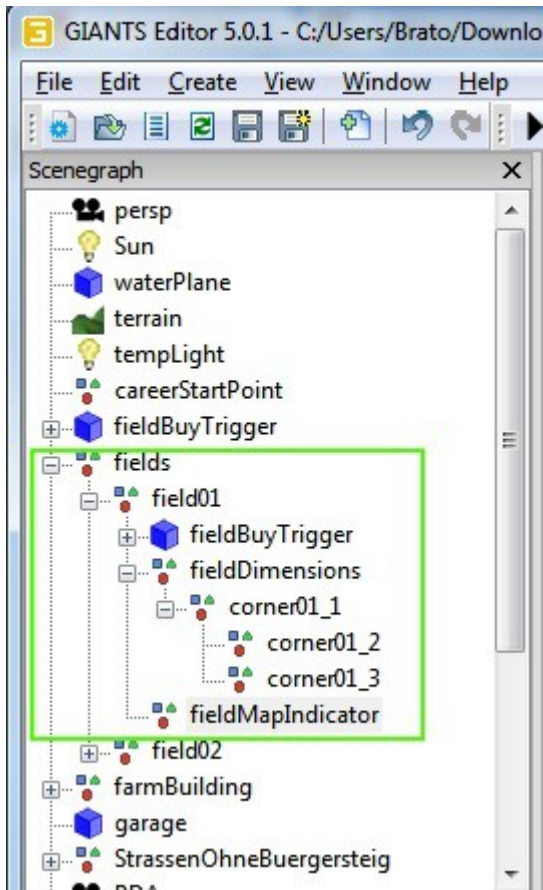 GIANTS Editor 5.0.1 - C:/Users/Brato/Downlo
File Edit Create View Window Help
Scenegraph
persp
Sun
waterPlane
terrain
tempLight
careerStartPoint
fieldBuyTrigger
fields
field01
fieldBuyTrigger
fieldDimensions
corner01_1
corner01_2
corner01_3
fieldMapIndicator
field02
farmBuilding
garage
StrassenOhneBuergersteig
PDA